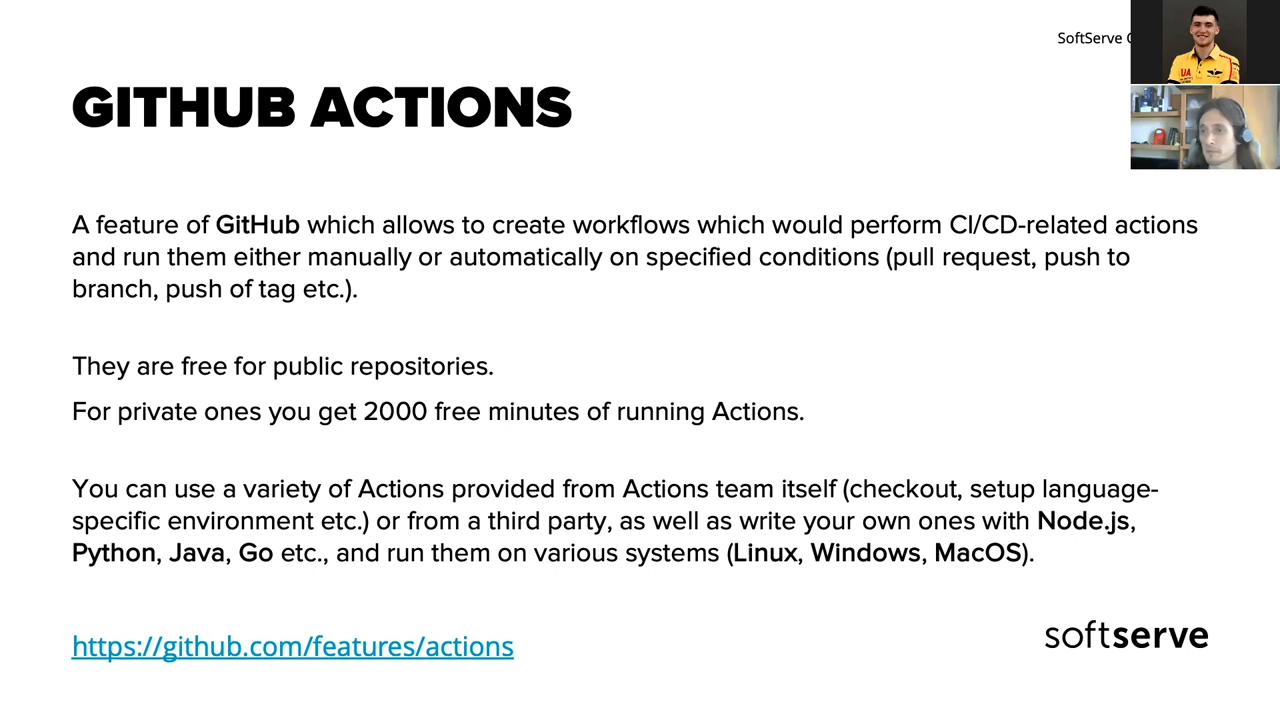 SoftServe
GITHUB ACTIONS
UA
A feature of GitHub which allows to create workflows which would perform CI/CD-related actions
and run them either manually or automatically on specified conditions (pull request, push to
branch, push of tag etc.).
They are free for public repositories.
For private ones you get 2000 free minutes of running Actions.
You can use a variety of Actions provided from Actions team itself (checkout, setup language-
specific environment etc.) or from a third party, as well as write your own ones with Node.js,
Python, Java, Go etc., and run them on various systems (Linux, Windows, MacOS).
https://github.com/features/actions
softserve